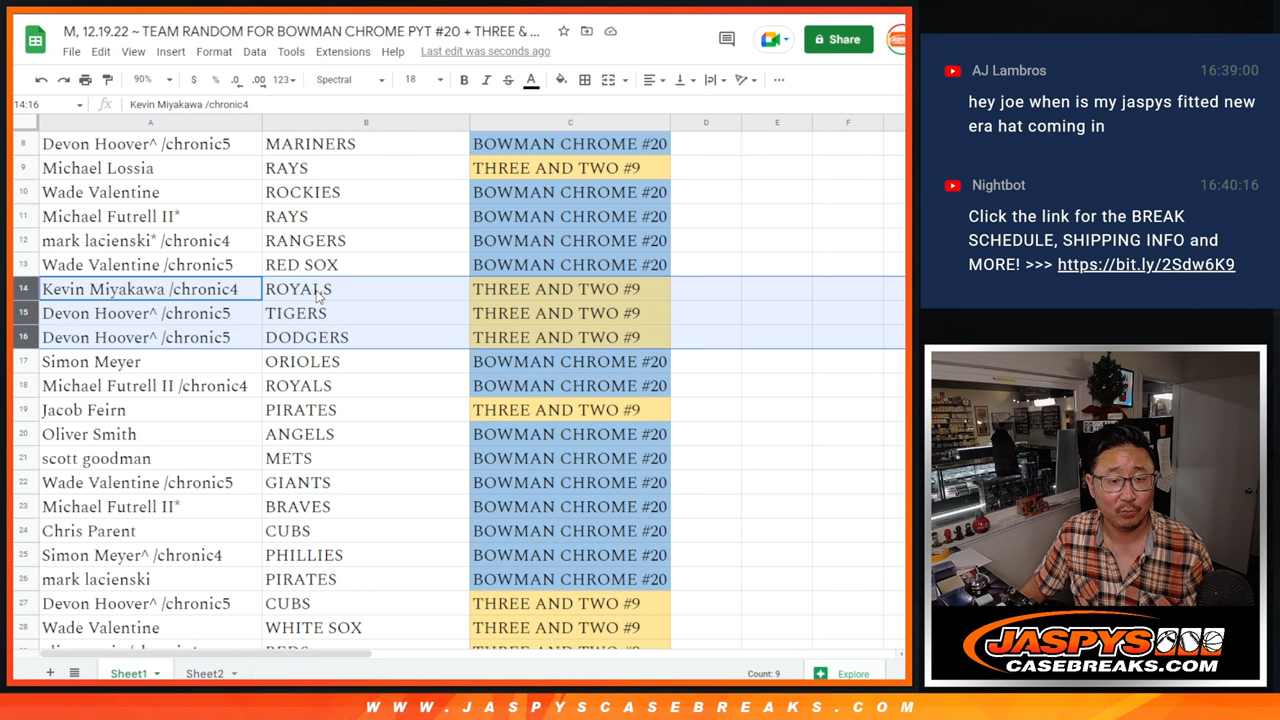 M, 12.19.22 ~ TEAM RANDOM FOR BOWMAN CHROME PYT #20 + THREE & ...
File Edit View Insert Format Data Tools Extensions Help Last edit was seconds ago
Share
90% $ % .0 .00 123 Spectral 18 B I S A
14:16 fx Kevin Miyakawa /chronic4
A B C D E F
8 Devon Hoover^ /chronic5 MARINERS BOWMAN CHROME #20
9 Michael Lossia RAYS THREE AND TWO #9
10 Wade Valentine ROCKIES BOWMAN CHROME #20
11 Michael Futrell II* RAYS BOWMAN CHROME #20
12 mark lacienski* /chronic4 RANGERS BOWMAN CHROME #20
13 Wade Valentine /chronic5 RED SOX BOWMAN CHROME #20
14 Kevin Miyakawa /chronic4 ROYALS THREE AND TWO #9
15 Devon Hoover^ /chronic5 TIGERS THREE AND TWO #9
16 Devon Hoover^ /chronic5 DODGERS THREE AND TWO #9
17 Simon Meyer ORIOLES BOWMAN CHROME #20
18 Michael Futrell II /chronic4 ROYALS BOWMAN CHROME #20
19 Jacob Feirn PIRATES THREE AND TWO #9
20 Oliver Smith ANGELS BOWMAN CHROME #20
21 scott goodman METS BOWMAN CHROME #20
22 Wade Valentine /chronic5 GIANTS BOWMAN CHROME #20
23 Michael Futrell II* BRAVES BOWMAN CHROME #20
24 Chris Parent CUBS BOWMAN CHROME #20
25 Simon Meyer^ /chronic4 PHILLIES BOWMAN CHROME #20
26 mark lacienski PIRATES BOWMAN CHROME #20
27 Devon Hoover^ /chronic5 CUBS THREE AND TWO #9
28 Wade Valentine WHITE SOX THREE AND TWO #9
Sheet1 Sheet2 Count: 9 Explore
AJ Lambros 16:39:00
hey joe when is my jaspys fitted new
era hat coming in
Nightbot 16:40:16
Click the link for the BREAK
SCHEDULE, SHIPPING INFO and
MORE! >>> https://bit.ly/2Sdw6K9
JASPYS
CASEBREAKS.COM
WWW.JASPYSCASEBREAKS.COM